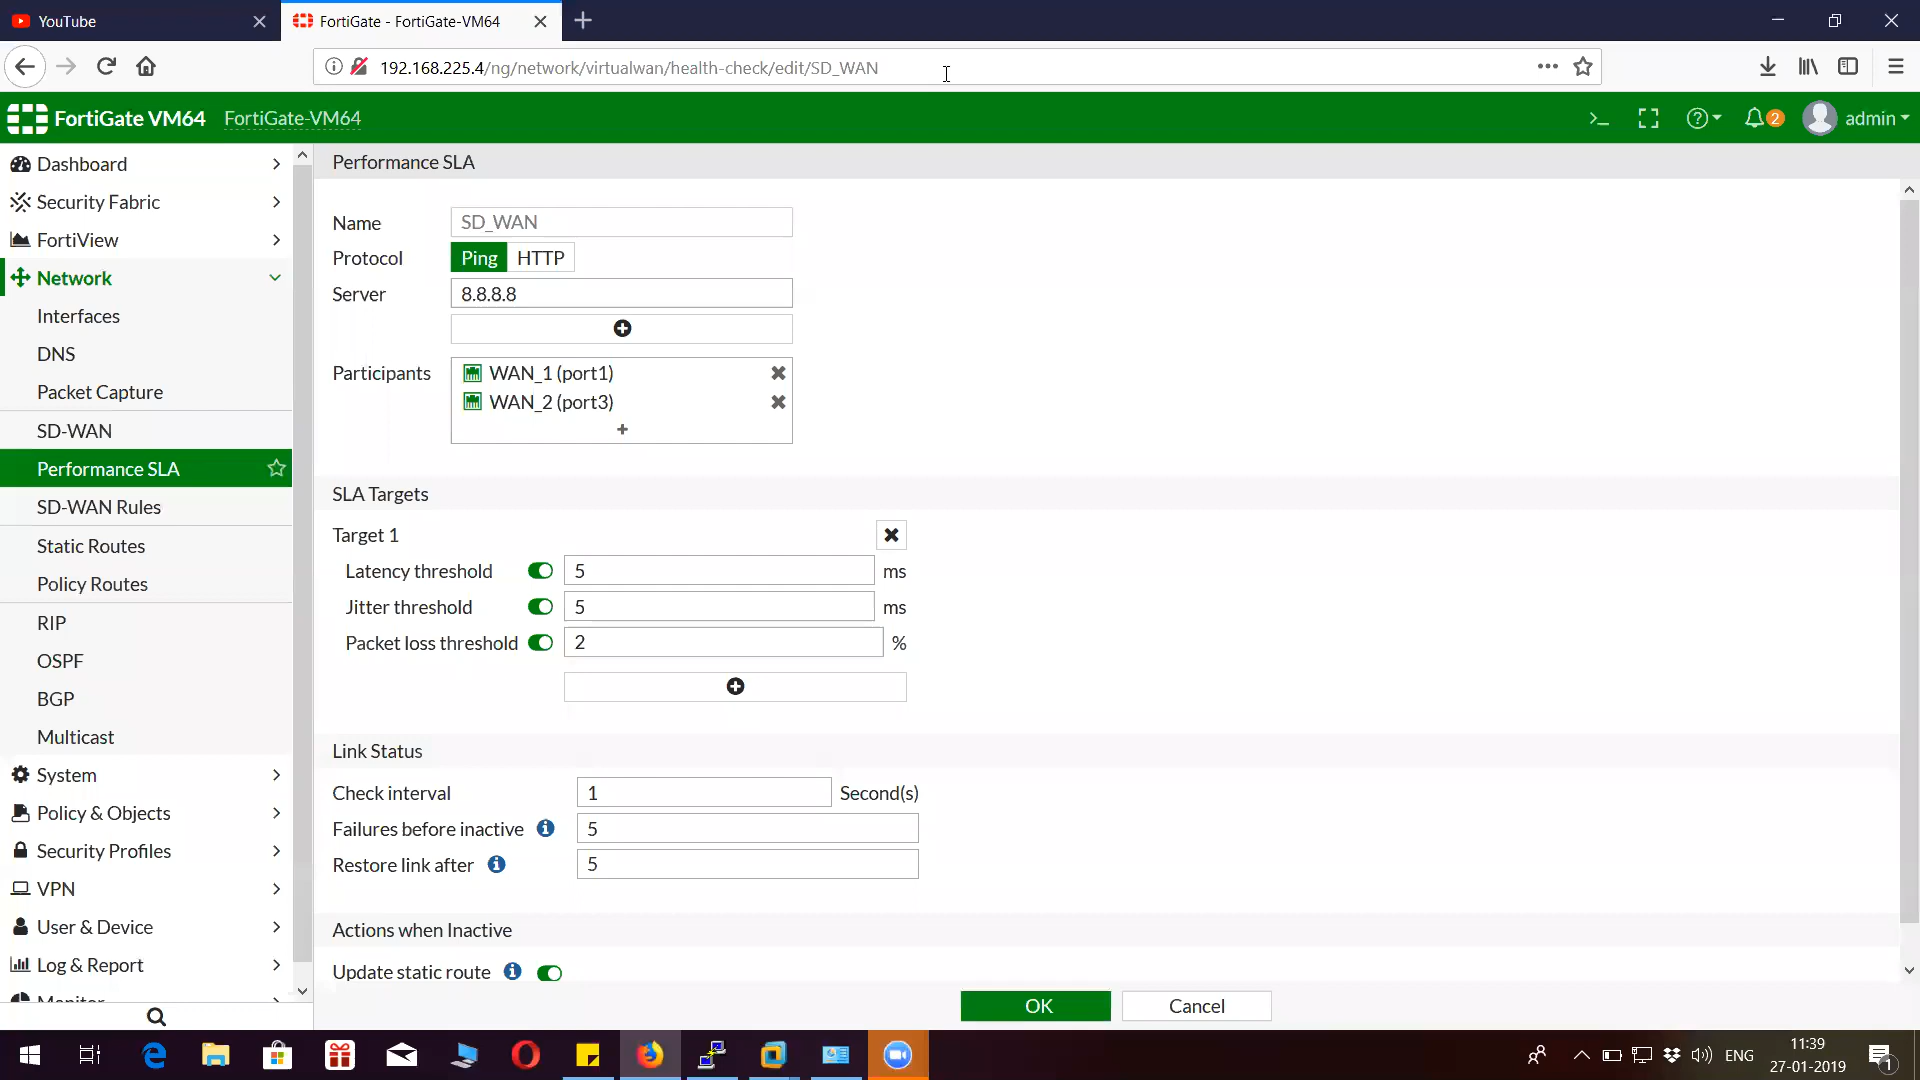 YouTube
FortiGate - FortiGate-VM64
192.168.225.4/ng/network/virtualwan/health-check/edit/SD_WAN
FortiGate VM64
FortiGate-VM64
2
admin
Dashboard
Security Fabric
FortiView
Network
Interfaces
DNS
Packet Capture
SD-WAN
Performance SLA
SD-WAN Rules
Static Routes
Policy Routes
RIP
OSPF
BGP
Multicast
System
Policy & Objects
Security Profiles
VPN
User & Device
Log & Report
Monitor
Performance SLA
Name SD_WAN
Protocol Ping HTTP
Server 8.8.8.8
Participants WAN_1 (port1)
WAN_2 (port3)
SLA Targets
Target 1
Latency threshold 5 ms
Jitter threshold 5 ms
Packet loss threshold 2 %
Link Status
Check interval 1 Second(s)
Failures before inactive 5
Restore link after 5
Actions when Inactive
Update static route
OK Cancel
ENG
11:39
27-01-2019
1